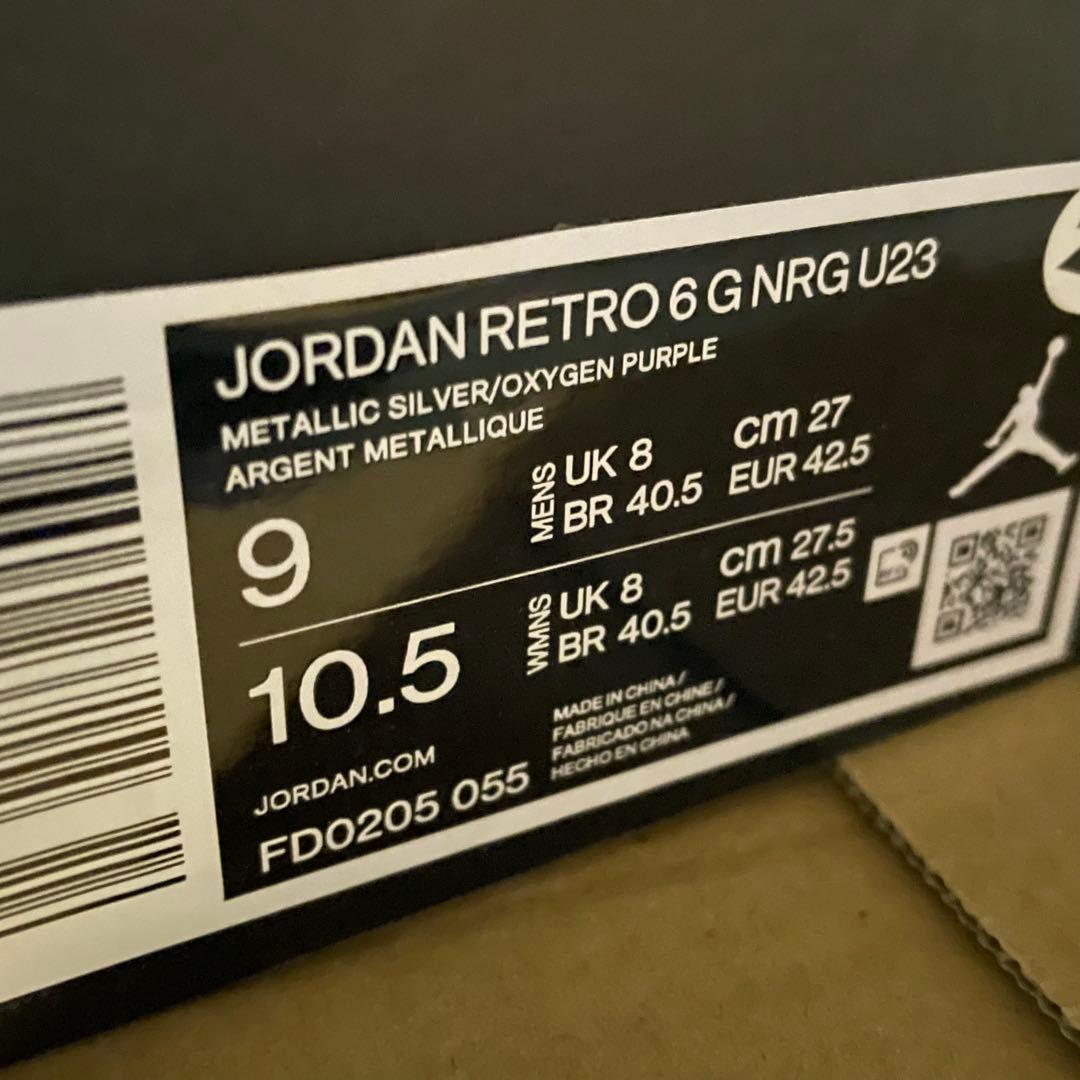 JORDAN RETRO 6 G NRG U23
METALLIC SILVER/OXYGEN PURPLE
ARGENT METALLIQUE
9
MENS
UK 8
cm 27
BR 40.5
EUR 42.5
10.5
WMNS
UK 8
cm 27.5
BR 40.5
EUR 42.5
JORDAN.COM
MADE IN CHINA/
FABRIQUE EN CHINE/
FABRICADO NA CHINA/
HECHO EN CHINA
FD0205 055